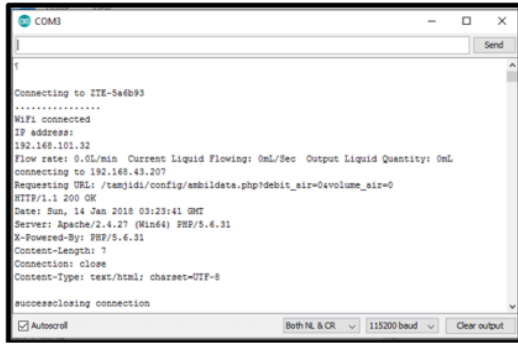 COM3
Send
Connecting to ZTE-5a6b93
................
WiFi connected
IP address:
192.168.101.32
Flow rate: 0.0L/min  Current Liquid Flowing: 0mL/Sec  Output Liquid Quantity: 0mL
connecting to 192.168.43.207
Requesting URL: /tamjidi/config/ambildata.php?debit_air=0&volume_air=0
HTTP/1.1 200 OK
Date: Sun, 14 Jan 2018 03:23:41 GMT
Server: Apache/2.4.27 (Win64) PHP/5.6.31
X-Powered-By: PHP/5.6.31
Content-Length: 7
Connection: close
Content-Type: text/html; charset=UTF-8
successclosing connection
Autoscroll
Both NL & CR
115200 baud
Clear output